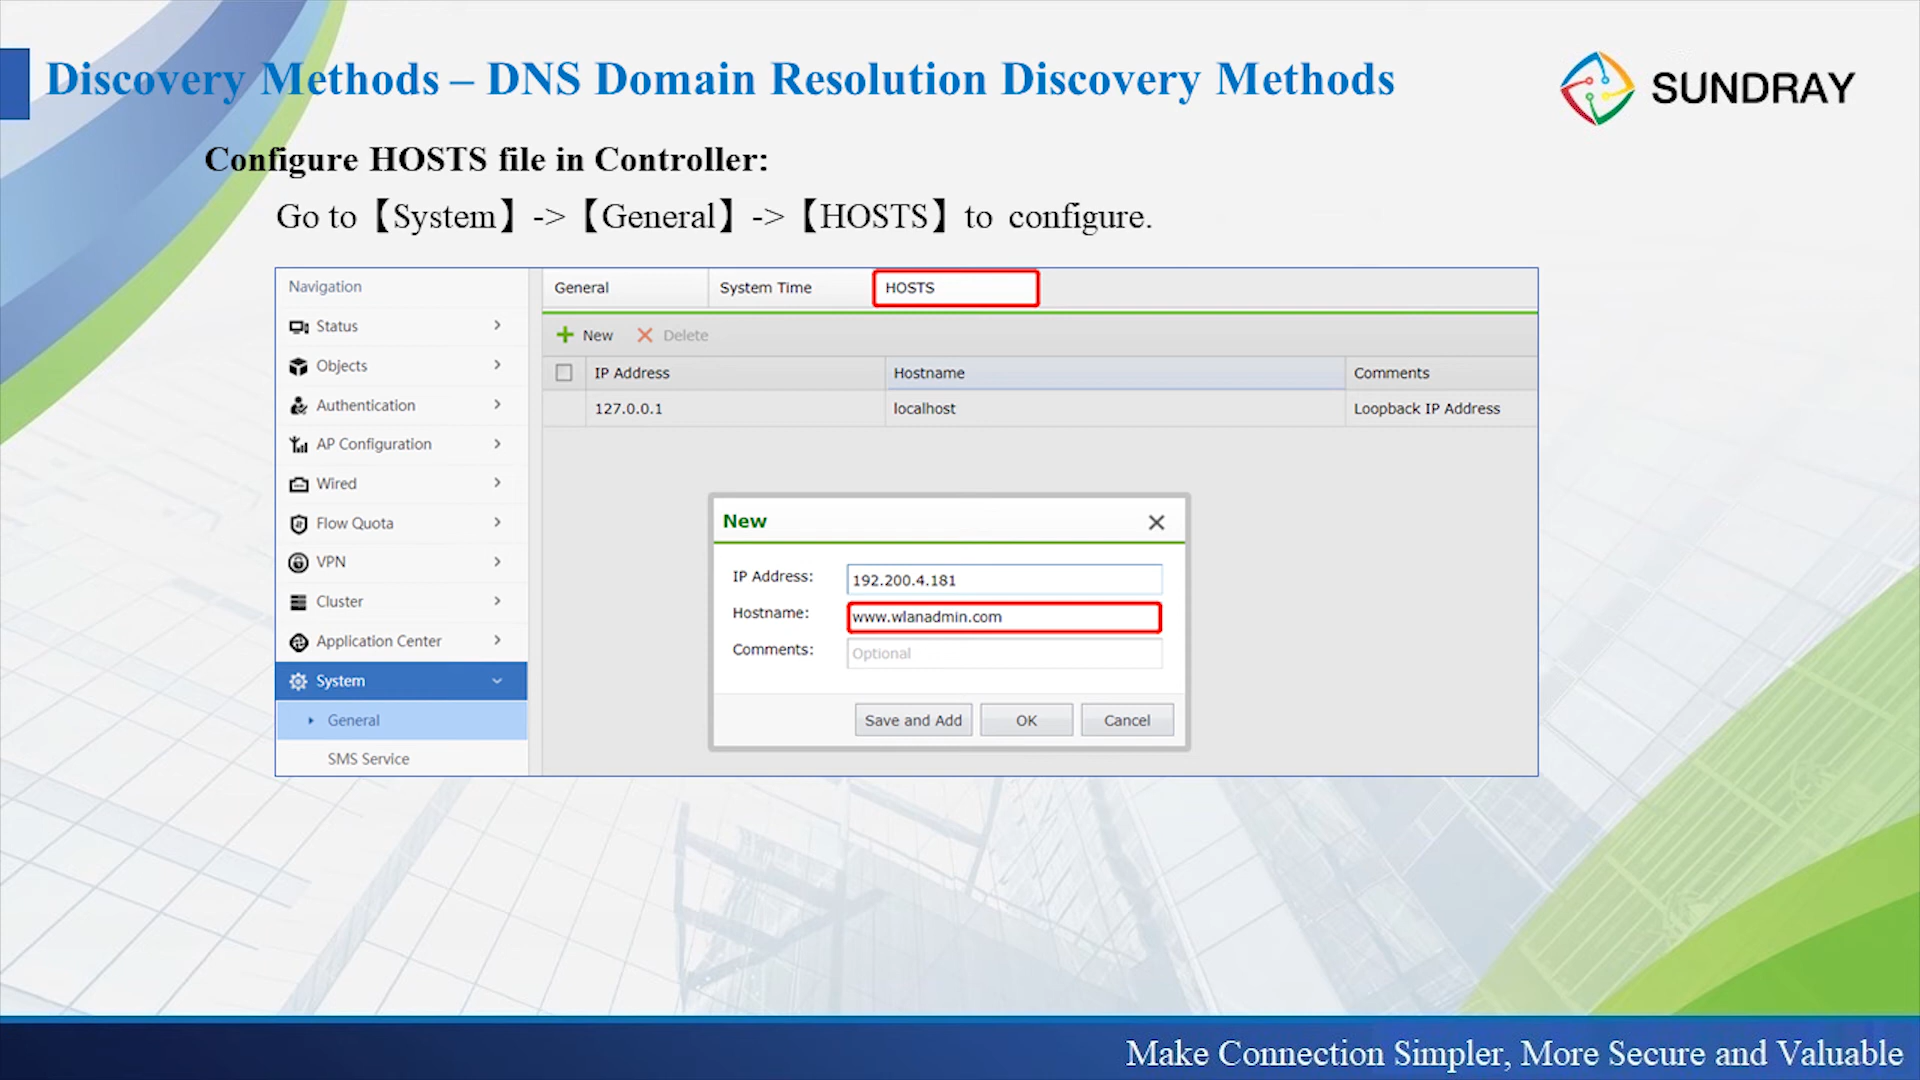 Discovery Methods – DNS Domain Resolution Discovery Methods
SUNDRAY
Configure HOSTS file in Controller:
Go to【System】->【General】->【HOSTS】to configure.
Navigation
Status
Objects
Authentication
AP Configuration
Wired
Flow Quota
VPN
Cluster
Application Center
System
General
SMS Service
General System Time HOSTS
New Delete
IP Address Hostname Comments
127.0.0.1 localhost Loopback IP Address
New
IP Address: 192.200.4.181
Hostname: www.wlanadmin.com
Comments: Optional
Save and Add OK Cancel
Make Connection Simpler, More Secure and Valuable